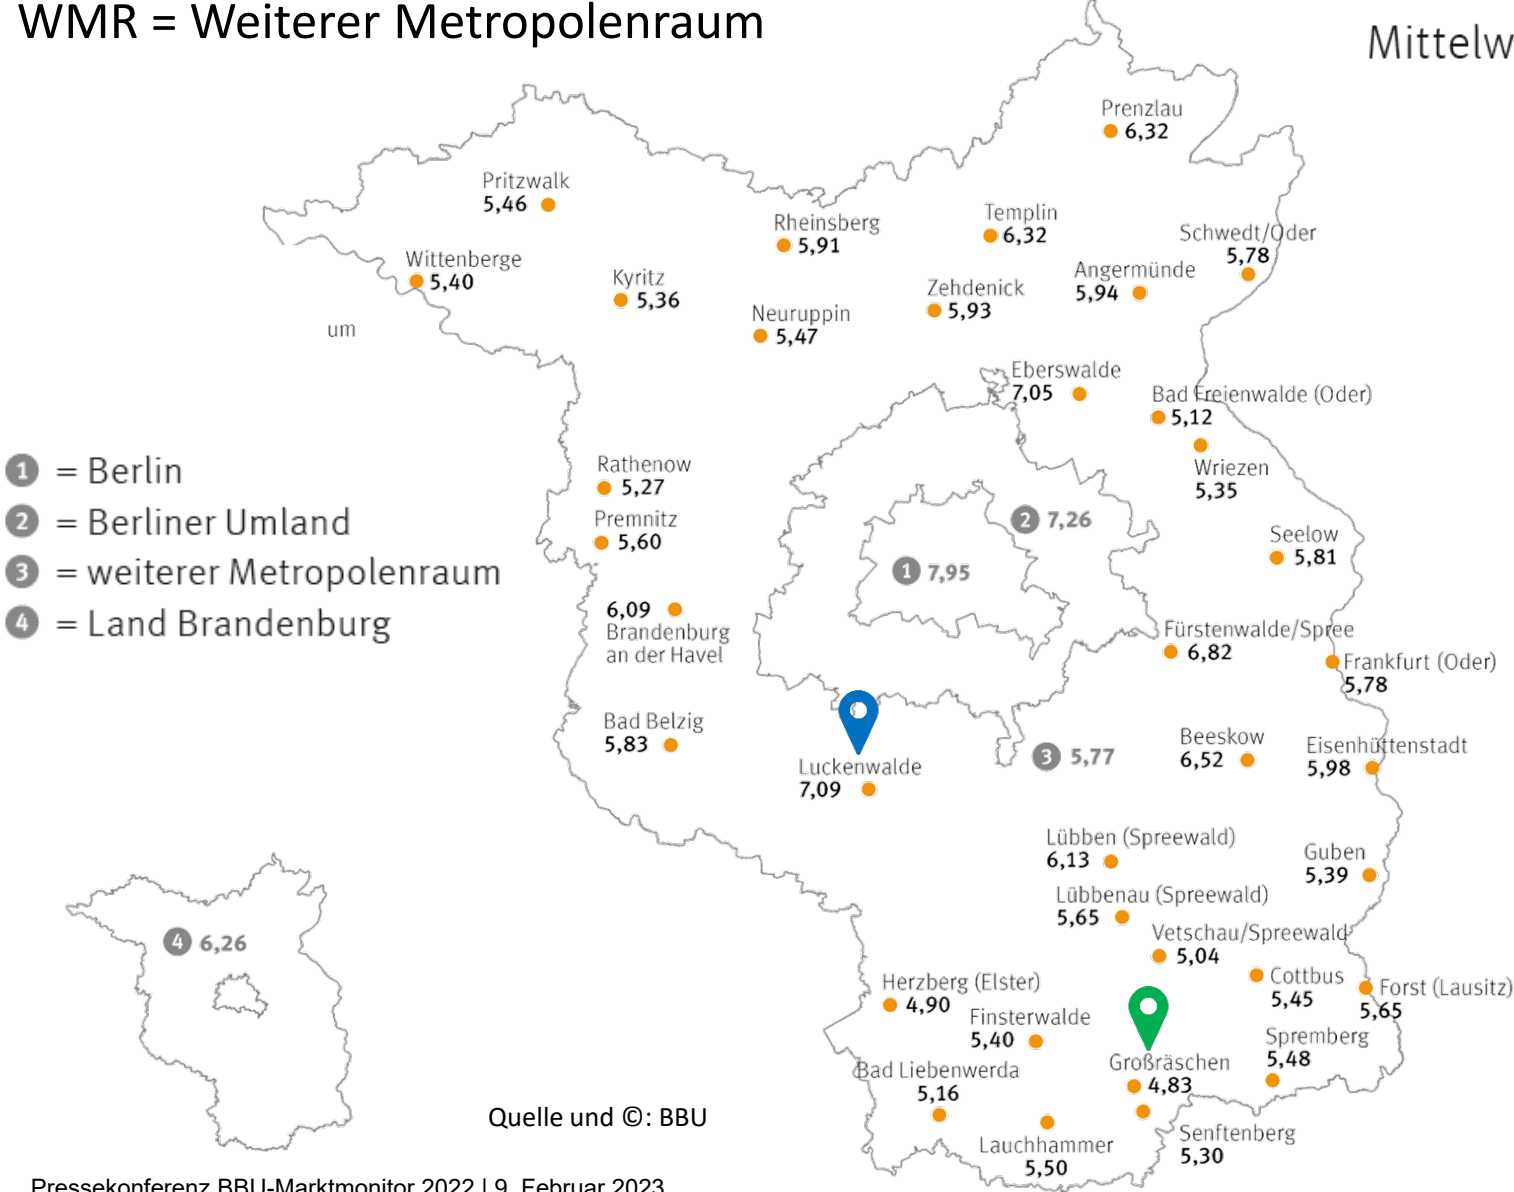 WMR = Weiterer Metropolenraum
Mittelw
Prenzlau
6,32
Pritzwalk
5,46
Rheinsberg
5,91
Templin
6,32
Schwedt/Oder
5,78
Wittenberge
5,40
Kyritz
5,36
Zehdenick
5,93
Angermünde
5,94
Neuruppin
5,47
um
Eberswalde
7,05
Bad Freienwalde (Oder)
5,12
Wriezen
5,35
1 = Berlin
2 = Berliner Umland
3 = weiterer Metropolenraum
4 = Land Brandenburg
Rathenow
5,27
Premnitz
5,60
2 7,26
1 7,95
Seelow
5,81
6,09
Brandenburg
an der Havel
Fürstenwalde/Spree
6,82
Frankfurt (Oder)
5,78
Bad Belzig
5,83
Luckenwalde
7,09
3 5,77
Beeskow
6,52
Eisenhüttenstadt
5,98
Lübben (Spreewald)
6,13
Guben
5,39
Lübbenau (Spreewald)
5,65
Vetschau/Spreewald
5,04
4 6,26
Cottbus
5,45
Forst (Lausitz)
5,65
Herzberg (Elster)
4,90
Finsterwalde
5,40
Spremberg
5,48
Großräschen
4,83
Bad Liebenwerda
5,16
Lauchhammer
5,50
Senftenberg
5,30
Quelle und ©: BBU
Pressekonferenz BBU-Marktmonitor 2022 | 9. Februar 2023